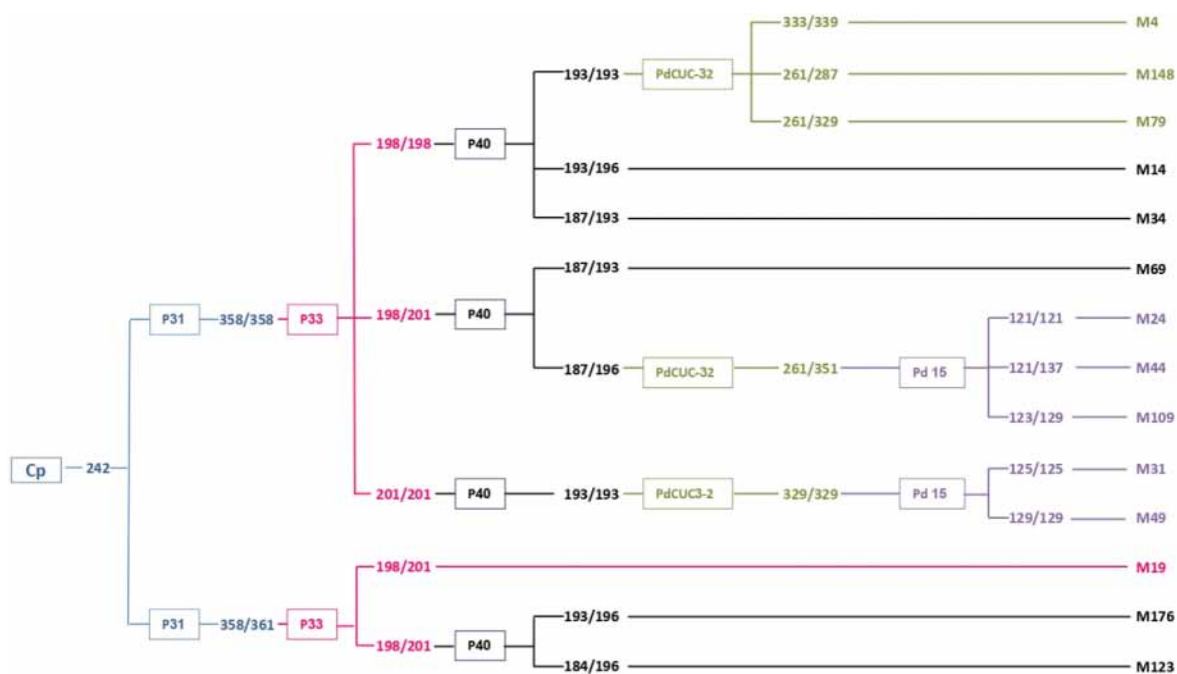 333/339 M4
193/193 PdCUC-32 261/287 M148
261/329 M79
198/198 P40
193/196 M14
187/193 M34
187/193 M69
P31 358/358 P33 198/201 P40 121/121 M24
187/196 PdCUC-32 261/351 Pd 15 121/137 M44
123/129 M109
Cp 242 125/125 M31
201/201 P40 193/193 PdCUC3-2 329/329 Pd 15
129/129 M49
198/201 M19
P31 358/361 P33 193/196 M176
198/201 P40
184/196 M123